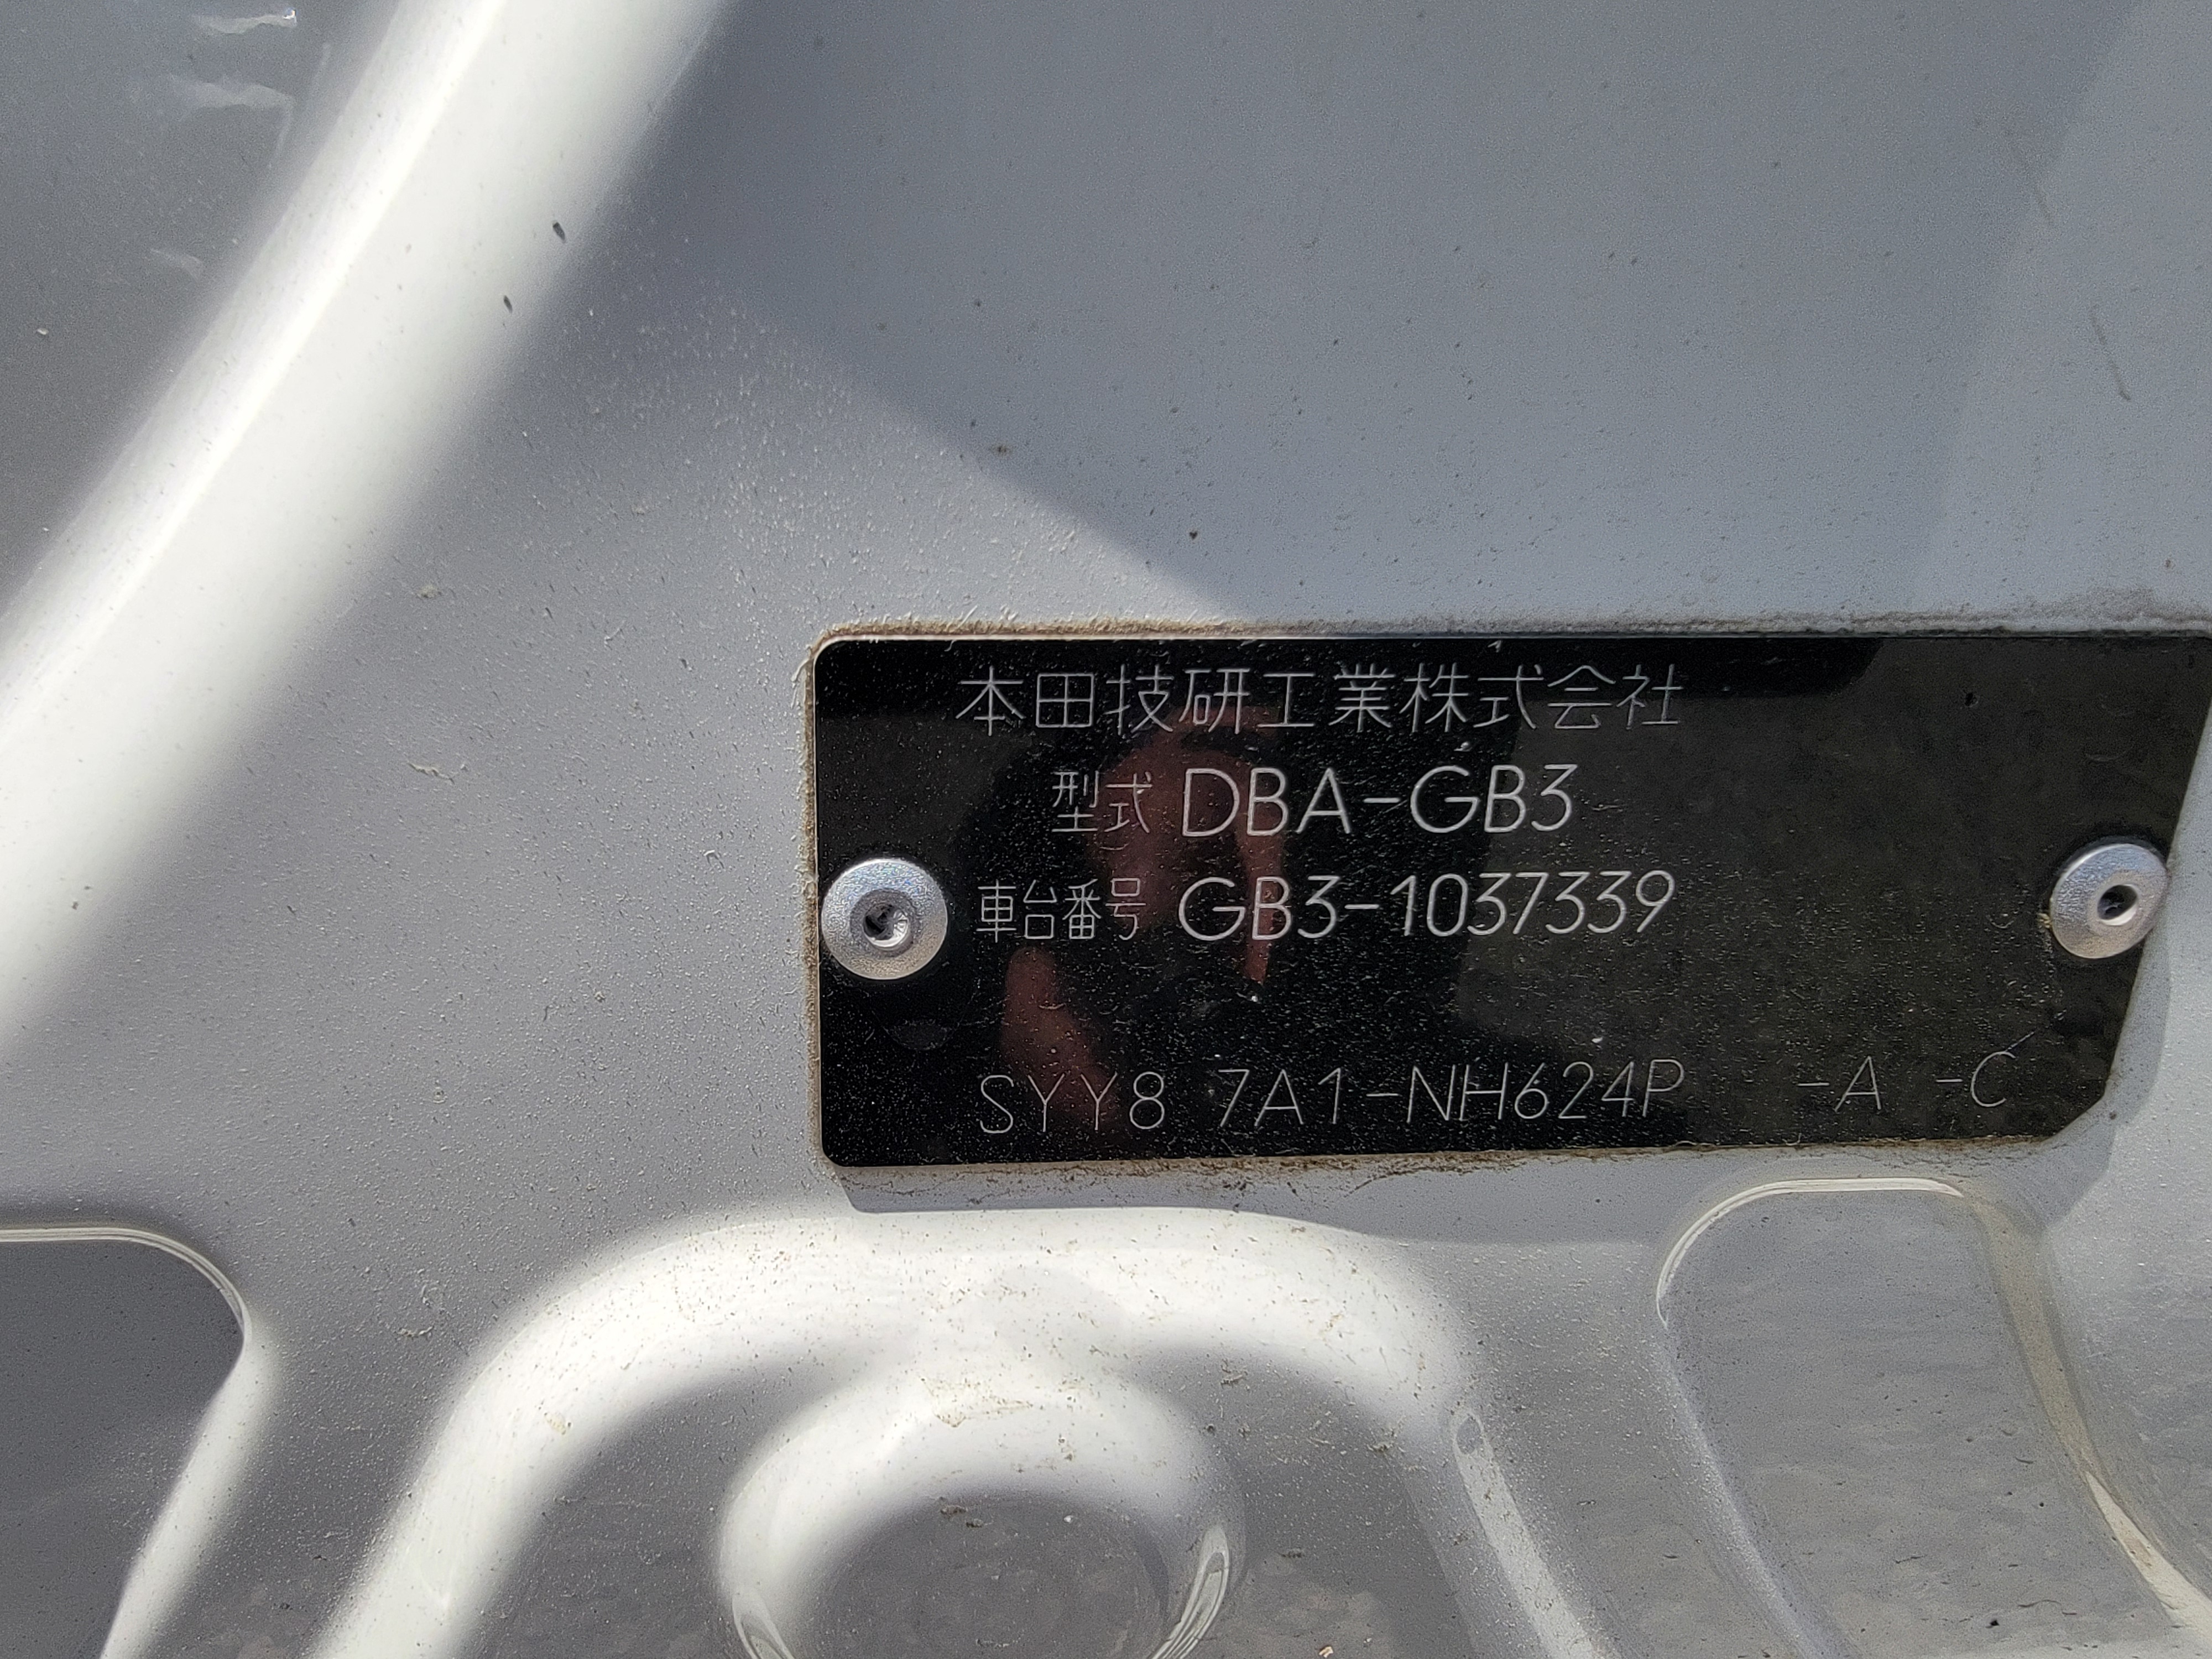 本田技研工業株式会社
型式 DBA-GB3
車台番号 GB3-1037339
SYY8 7A1-NH624P -A -C